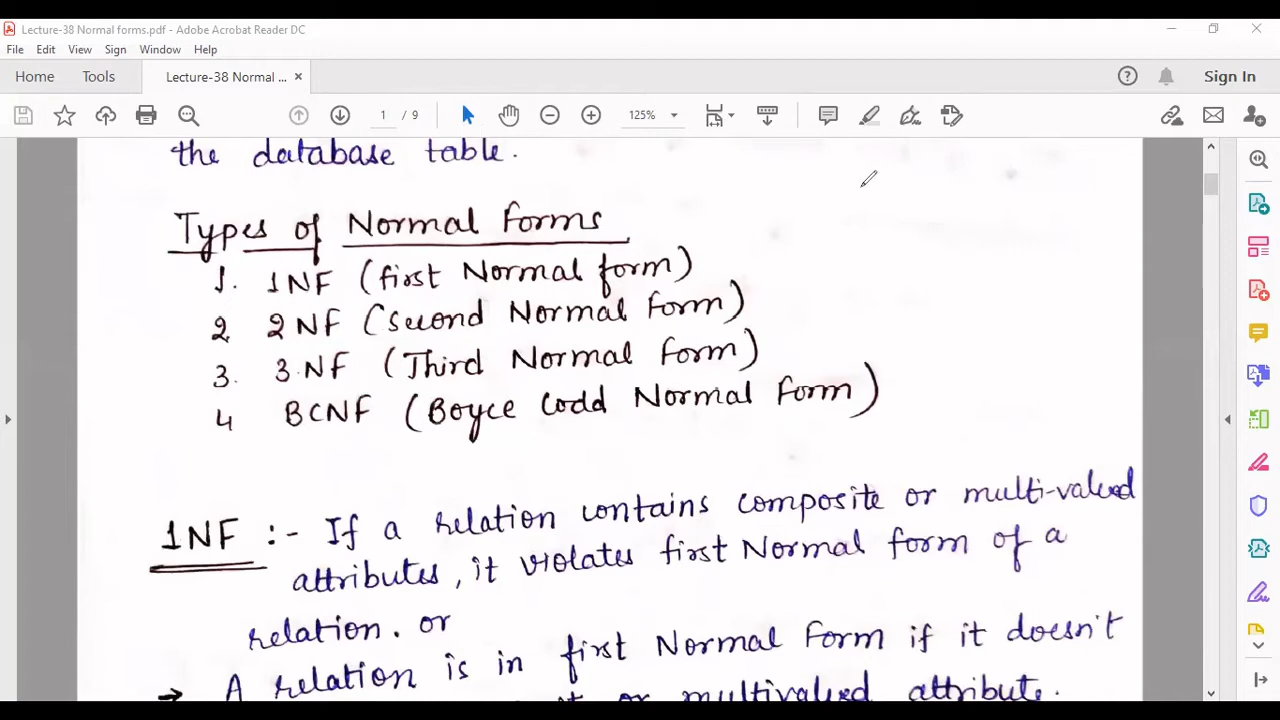 Lecture-38 Normal forms.pdf - Adobe Acrobat Reader DC
File Edit View Sign Window Help
Home Tools Lecture-38 Normal ... × Sign In
1 / 9 125%
the database table.
Types of Normal forms
1. 1NF (first Normal form)
2 2NF (Second Normal form)
3. 3NF (Third Normal form)
4 BCNF (Boyce Codd Normal form)
1NF :- If a relation contains composite or multi-valued
attributes, it violates first Normal form of a
relation. or
→ A relation is in first Normal Form if it doesn't
or multivalued attribute.